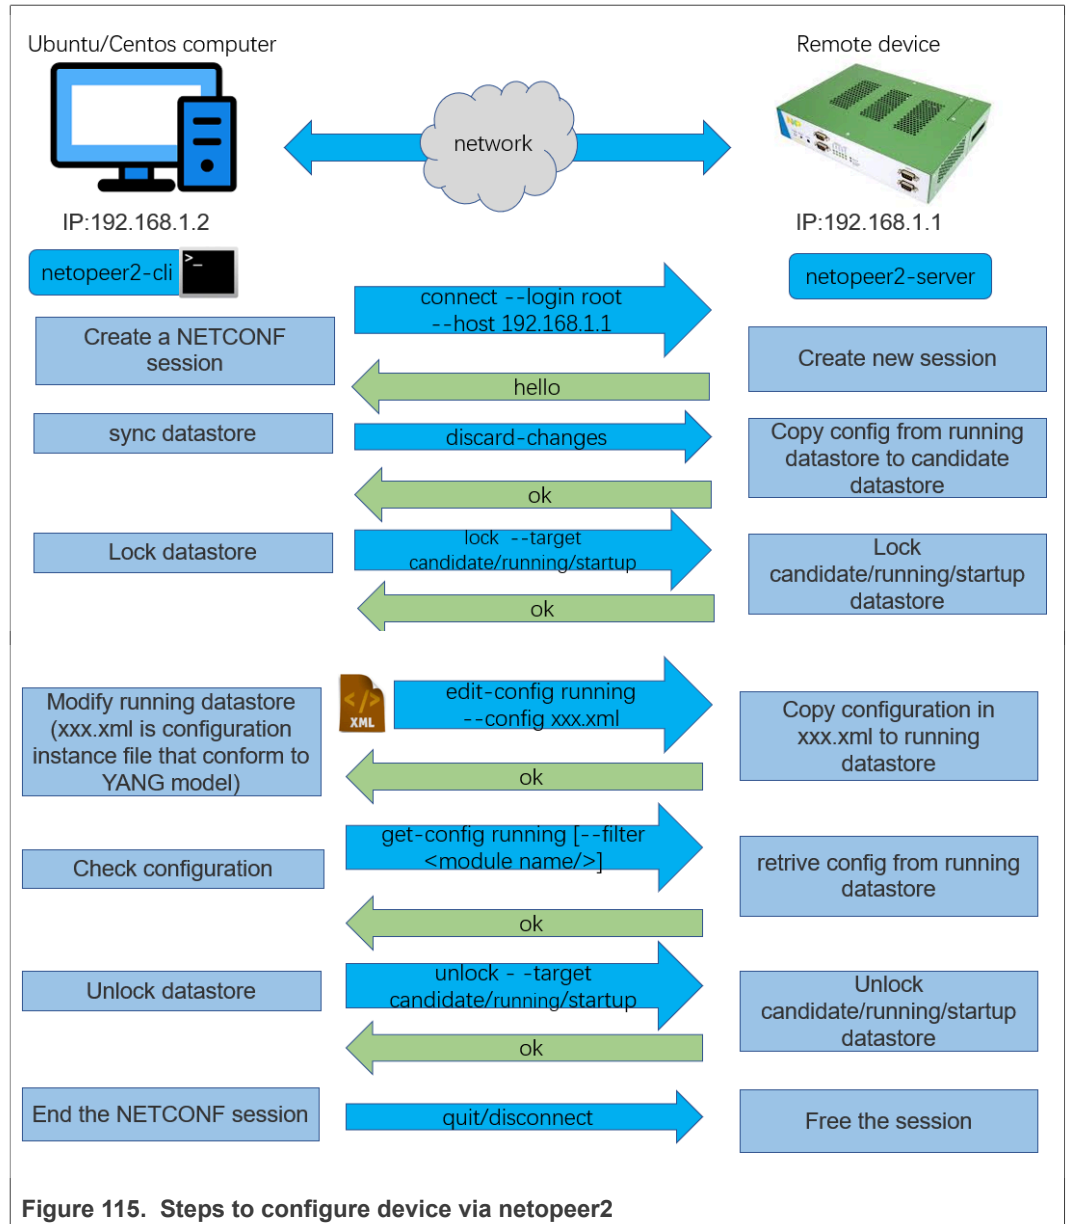 Ubuntu/Centos computer
Remote device
network
IP:192.168.1.2
IP:192.168.1.1
netopeer2-cli
>_
netopeer2-server
connect --login root
--host 192.168.1.1
Create a NETCONF
session
Create new session
hello
sync datastore
discard-changes
Copy config from running
datastore to candidate
datastore
ok
Lock datastore
lock --target
candidate/running/startup
Lock
candidate/running/startup
datastore
ok
Modify running datastore
(xxx.xml is configuration
instance file that conform to
YANG model)
</>
XML
edit-config running
--config xxx.xml
Copy configuration in
xxx.xml to running
datastore
ok
Check configuration
get-config running [--filter
<module name/>]
retrive config from running
datastore
ok
Unlock datastore
unlock - -target
candidate/running/startup
Unlock
candidate/running/startup
datastore
ok
End the NETCONF session
quit/disconnect
Free the session
Figure 115. Steps to configure device via netopeer2